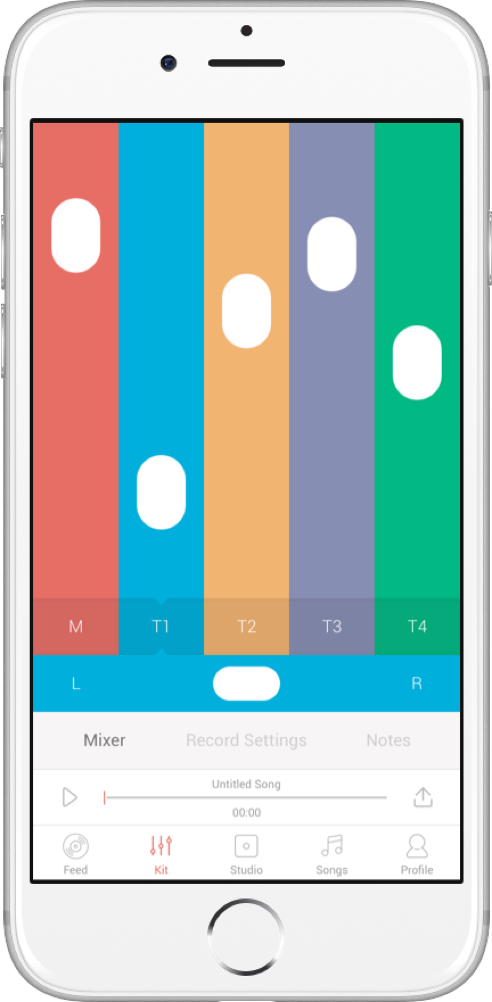 M T1 T2 T3 T4
L R
Mixer Record Settings Notes
Untitled Song
00:00
Feed Kit Studio Songs Profile